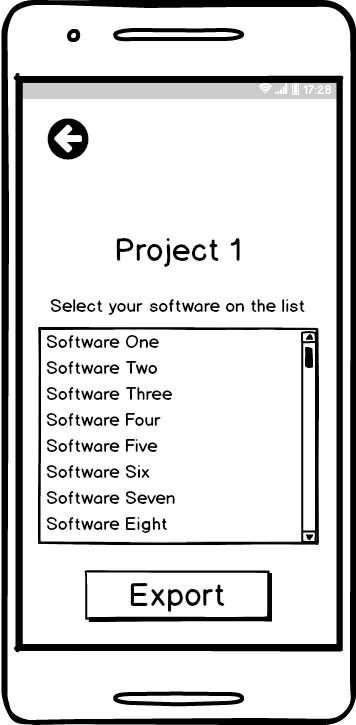 17:28
Project 1
Select your software on the list
Software One
Software Two
Software Three
Software Four
Software Five
Software Six
Software Seven
Software Eight
Export